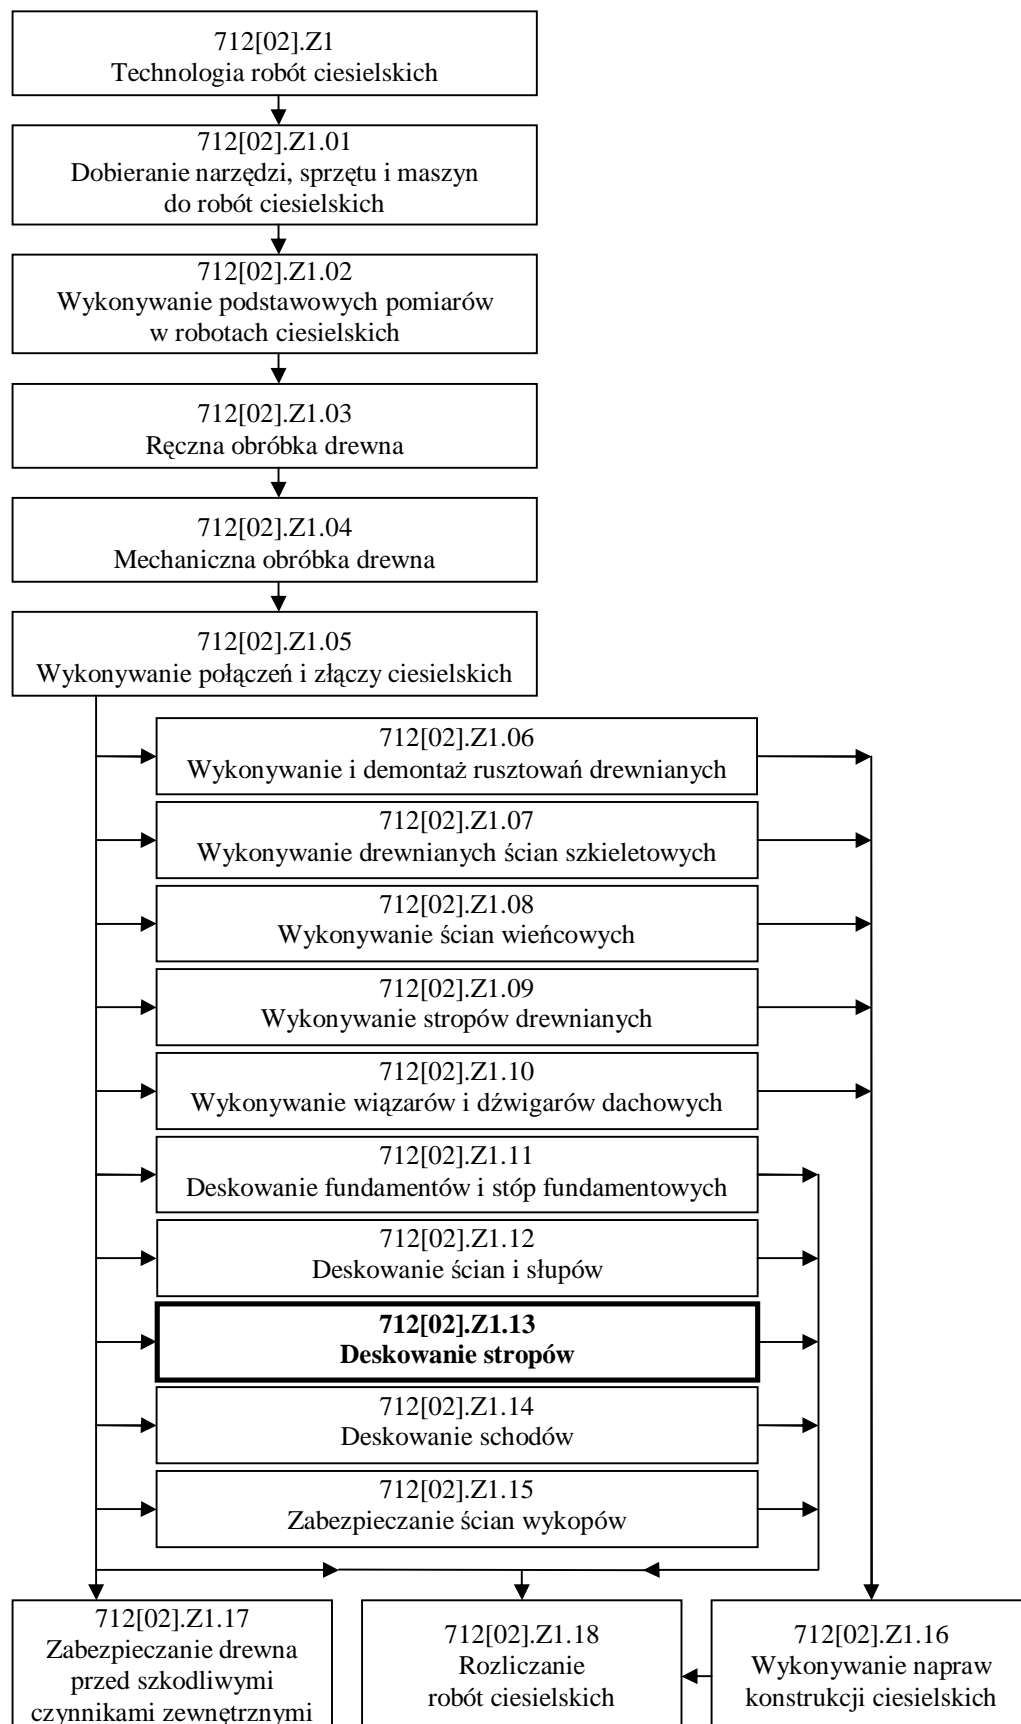 712[02].Z1
Technologia robót ciesielskich
712[02].Z1.01
Dobieranie narzędzi, sprzętu i maszyn
do robót ciesielskich
712[02].Z1.02
Wykonywanie podstawowych pomiarów
w robotach ciesielskich
712[02].Z1.03
Ręczna obróbka drewna
712[02].Z1.04
Mechaniczna obróbka drewna
712[02].Z1.05
Wykonywanie połączeń i złączy ciesielskich
712[02].Z1.06
Wykonywanie i demontaż rusztowań drewnianych
712[02].Z1.07
Wykonywanie drewnianych ścian szkieletowych
712[02].Z1.08
Wykonywanie ścian wieńcowych
712[02].Z1.09
Wykonywanie stropów drewnianych
712[02].Z1.10
Wykonywanie wiązarów i dźwigarów dachowych
712[02].Z1.11
Deskowanie fundamentów i stóp fundamentowych
712[02].Z1.12
Deskowanie ścian i słupów
712[02].Z1.13
Deskowanie stropów
712[02].Z1.14
Deskowanie schodów
712[02].Z1.15
Zabezpieczanie ścian wykopów
712[02].Z1.17
Zabezpieczanie drewna
przed szkodliwymi
czynnikami zewnętrznymi
712[02].Z1.18
Rozliczanie
robót ciesielskich
712[02].Z1.16
Wykonywanie napraw
konstrukcji ciesielskich